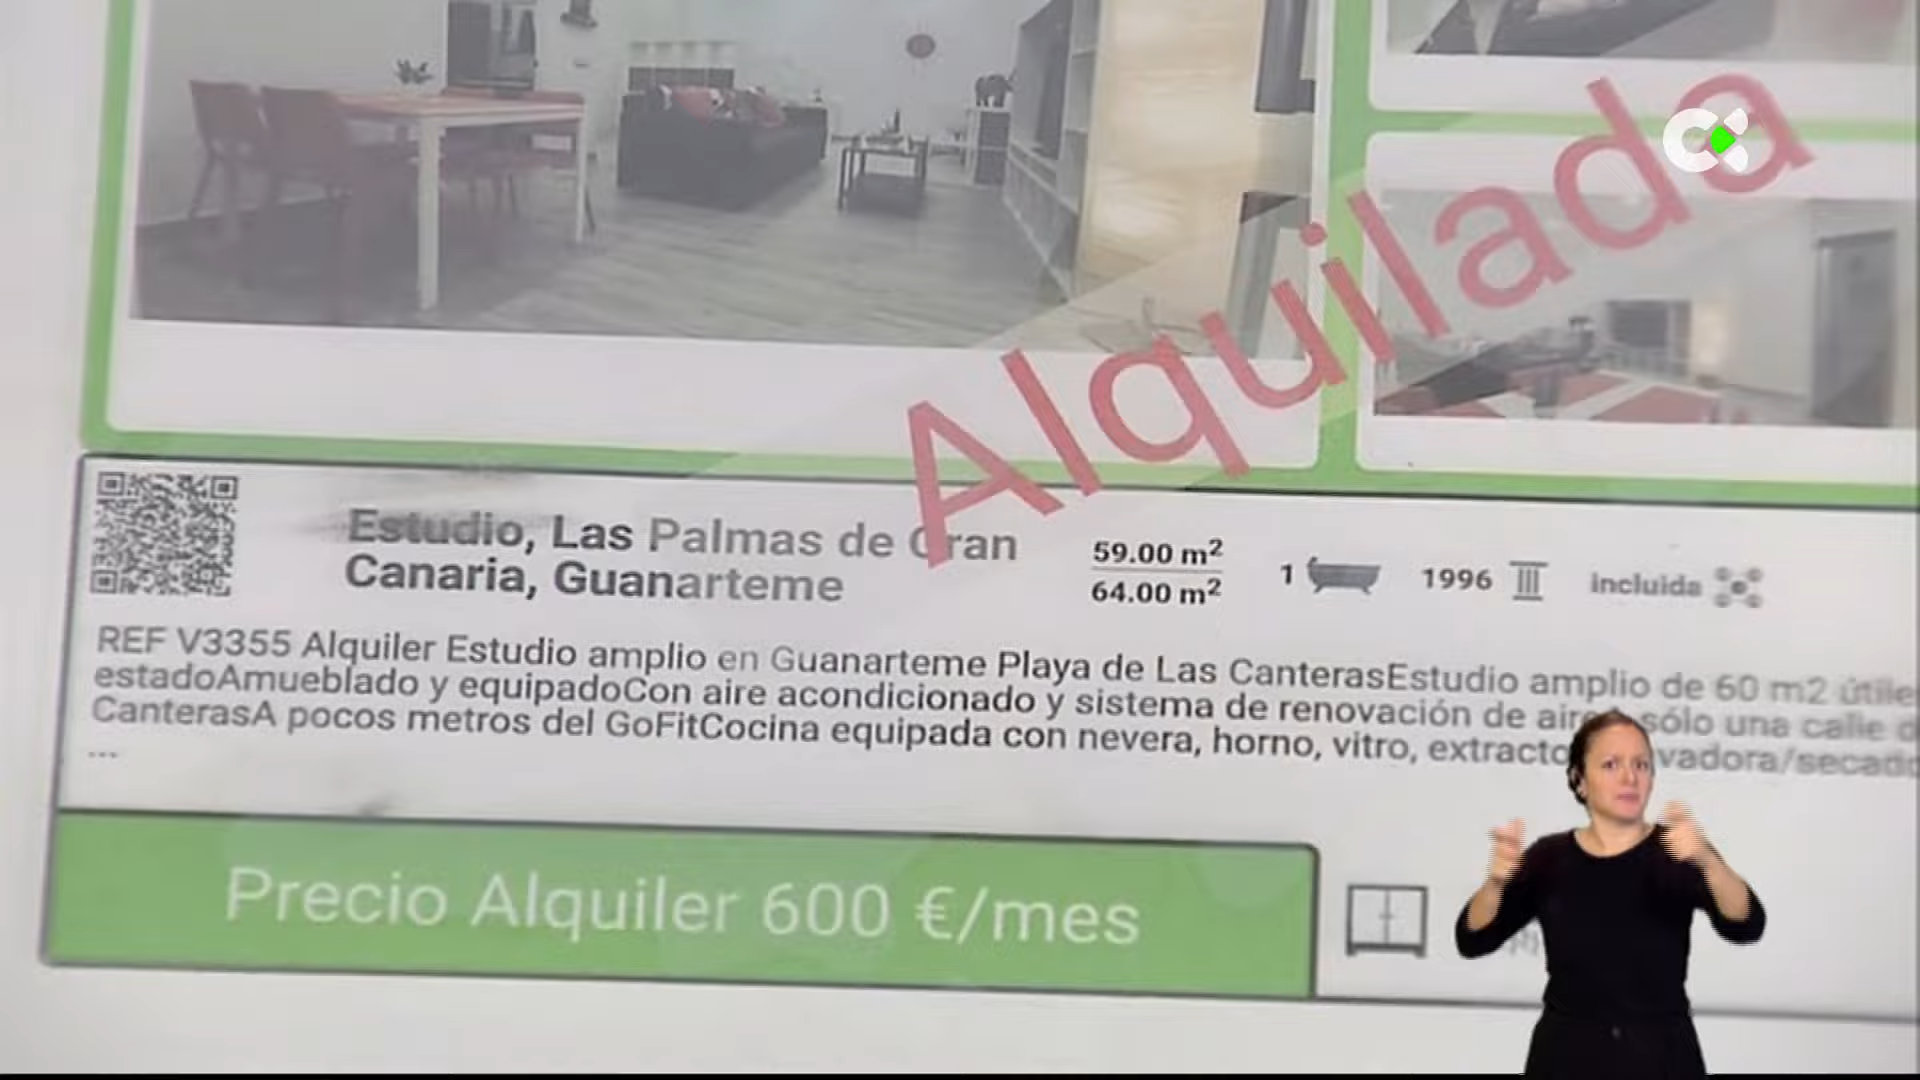 Alquilada
Estudio, Las Palmas de Gran
Canaria, Guanarteme
59.00 m²
64.00 m²
1
1996
incluida
REF V3355 Alquiler Estudio amplio en Guanarteme Playa de Las CanterasEstudio amplio de 60 m2
estadoAmueblado y equipadoCon aire acondicionado y sistema de renovación de aire sólo una calle
CanterasA pocos metros del GoFitCocina equipada con nevera, horno, vitro,
...
Precio Alquiler 600 €/mes